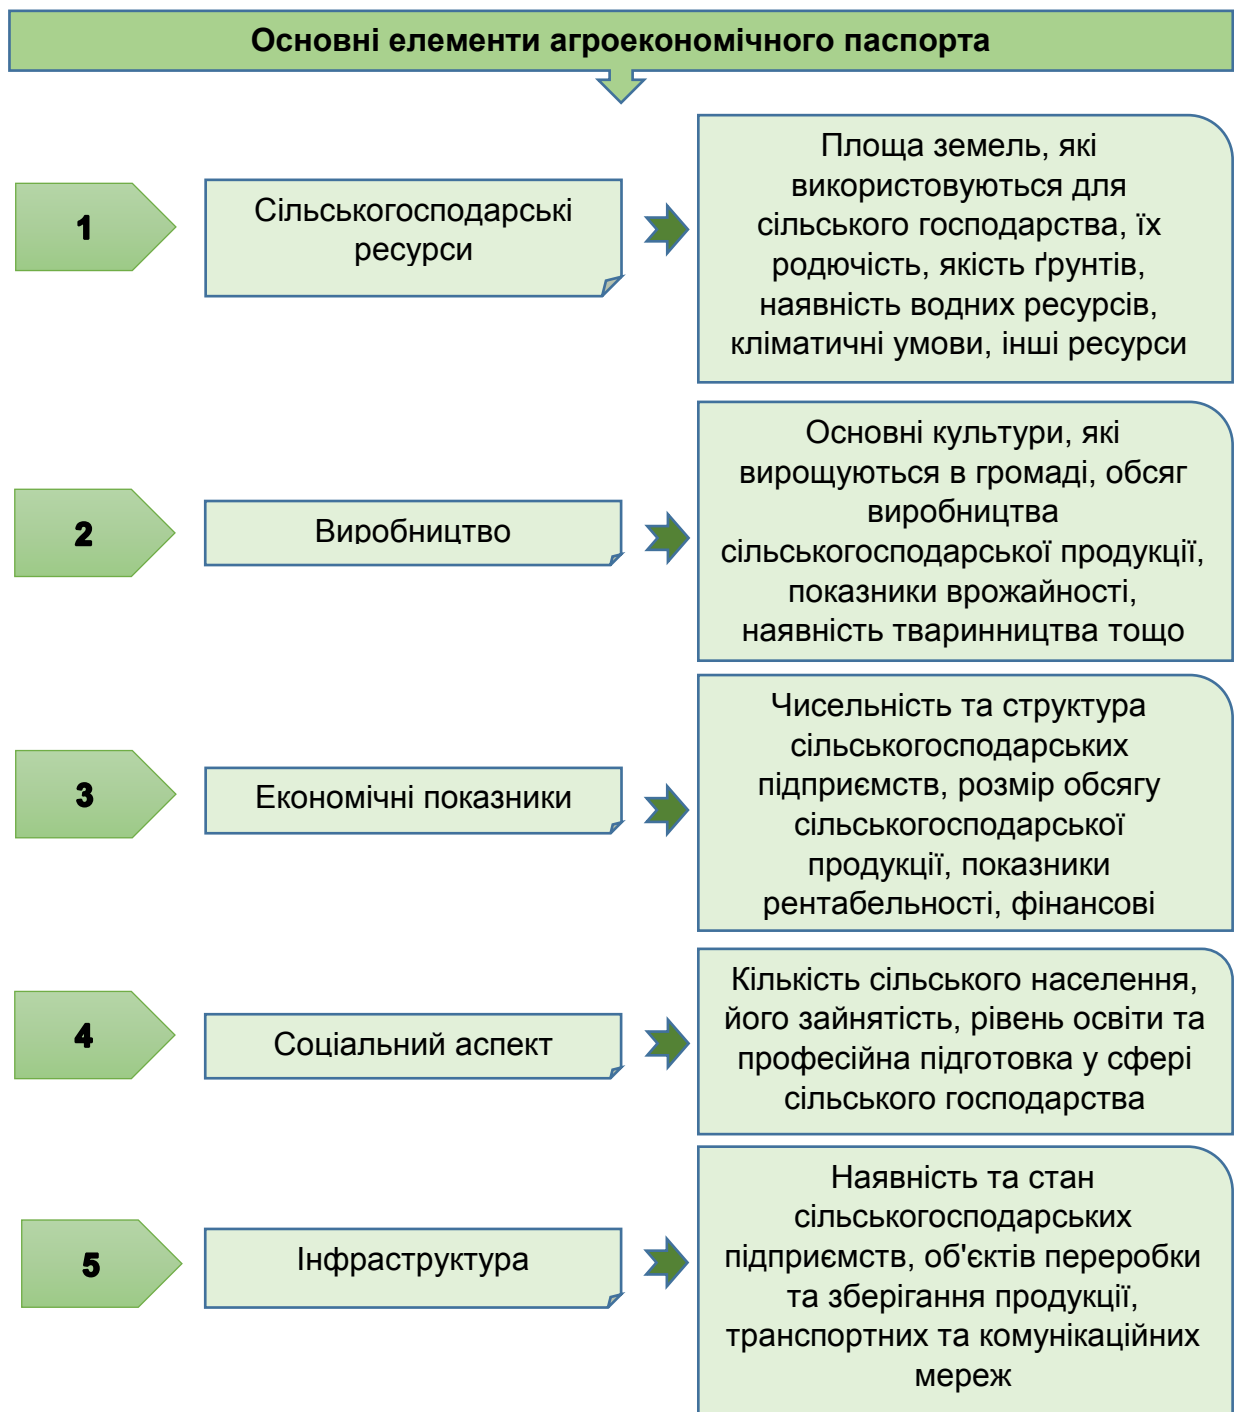 Основні елементи агроекономічного паспорта
1
Сільськогосподарські
ресурси
Площа земель, які
використовуються для
сільського господарства, їх
родючість, якість ґрунтів,
наявність водних ресурсів,
кліматичні умови, інші ресурси
2
Виробництво
Основні культури, які
вирощуються в громаді, обсяг
виробництва
сільськогосподарської продукції,
показники врожайності,
наявність тваринництва тощо
3
Економічні показники
Чисельність та структура
сільськогосподарських
підприємств, розмір обсягу
сільськогосподарської
продукції, показники
рентабельності, фінансові
4
Соціальний аспект
Кількість сільського населення,
його зайнятість, рівень освіти та
професійна підготовка у сфері
сільського господарства
5
Інфраструктура
Наявність та стан
сільськогосподарських
підприємств, об'єктів переробки
та зберігання продукції,
транспортних та комунікаційних
мереж